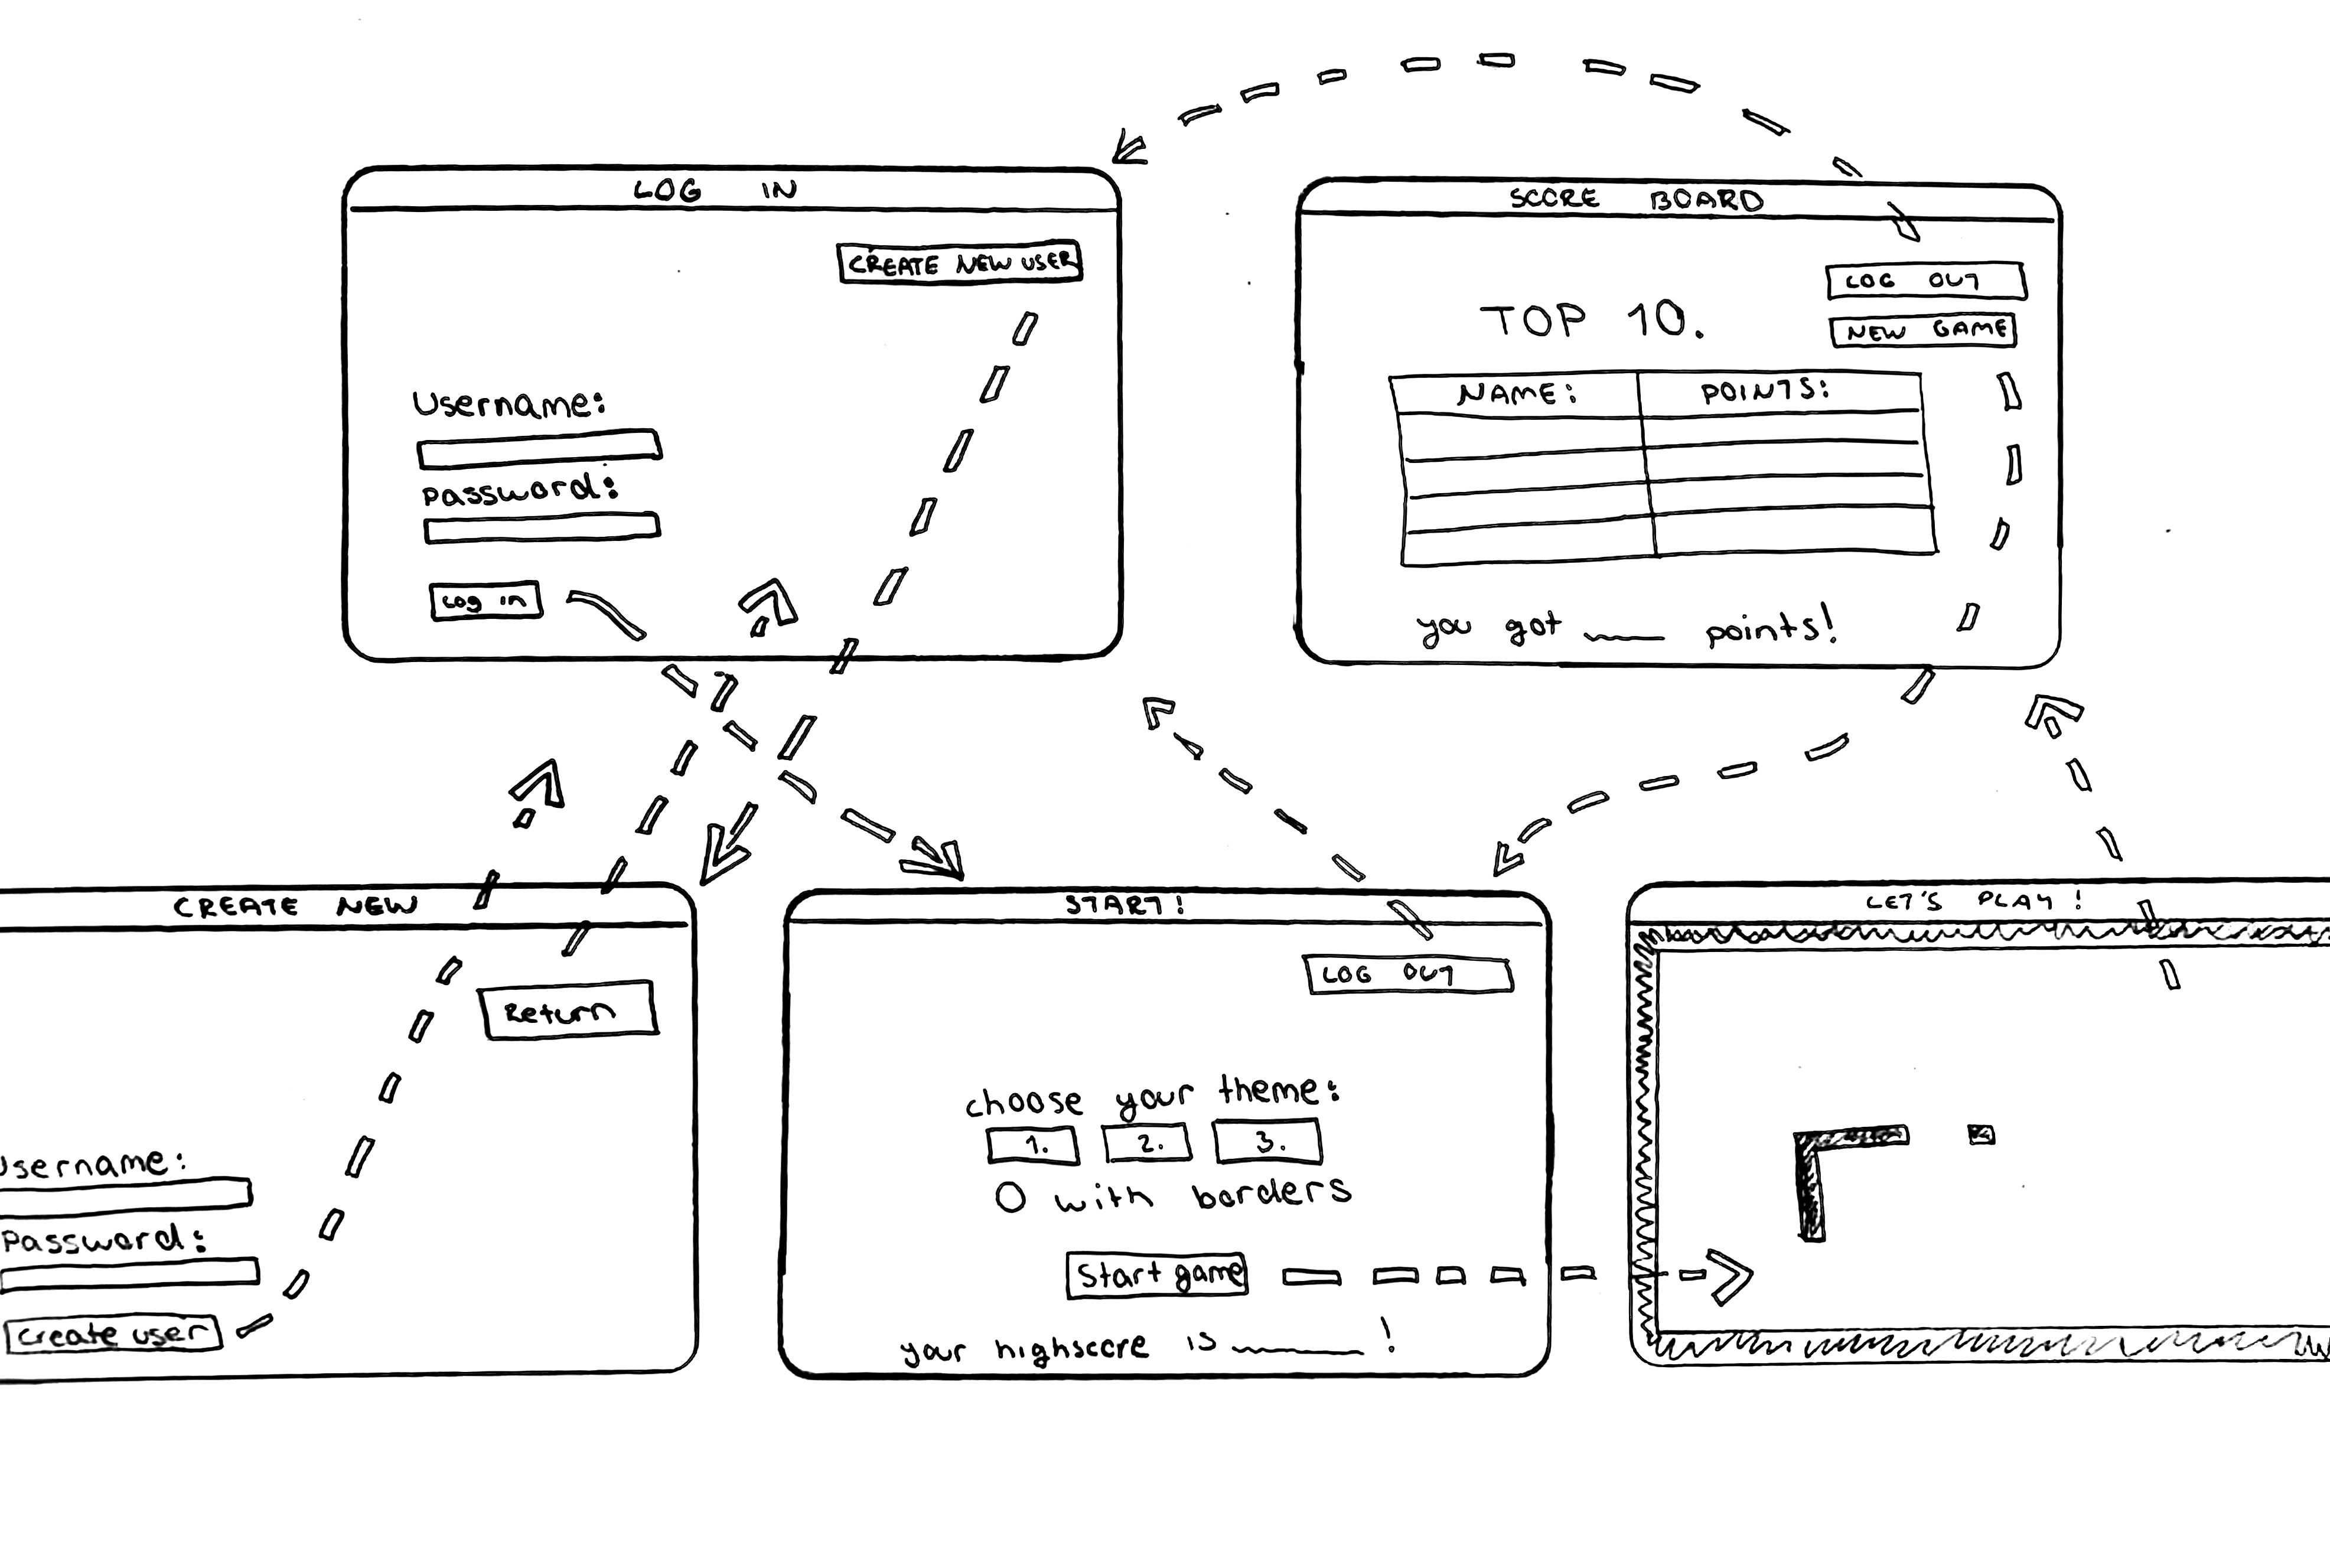 LOG IN
CREATE NEW USER
Username:
Password:
Log in
SCORE BOARD
LOG OUT
NEW GAME
TOP 10.
NAME: POINTS:
you got ___ points!
CREATE NEW
Return
Username:
Password:
Create user
START!
LOG OUT
choose your theme:
1. 2. 3.
with borders
Start game
your highscore is _____ !
LET'S PLAY!